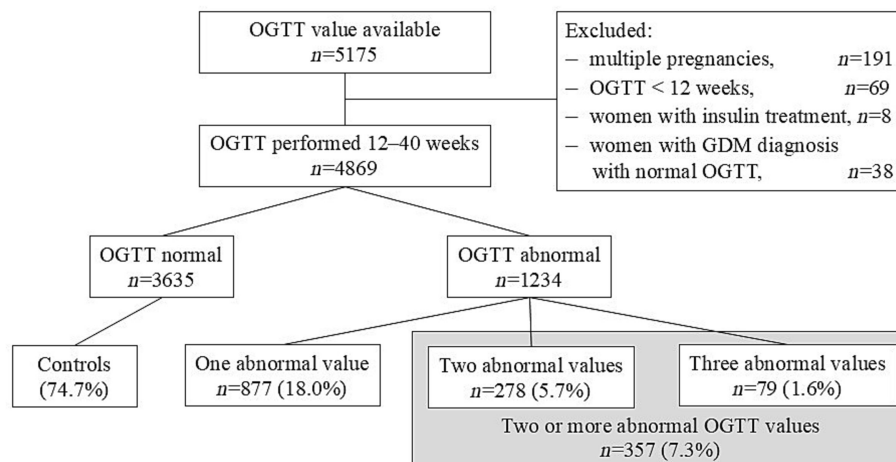 OGTT value available
n=5175
Excluded:
– multiple pregnancies, n=191
– OGTT < 12 weeks, n=69
– women with insulin treatment, n=8
– women with GDM diagnosis
with normal OGTT, n=38
OGTT performed 12–40 weeks
n=4869
OGTT normal
n=3635
OGTT abnormal
n=1234
Controls
(74.7%)
One abnormal value
n=877 (18.0%)
Two abnormal values
n=278 (5.7%)
Three abnormal values
n=79 (1.6%)
Two or more abnormal OGTT values
n=357 (7.3%)